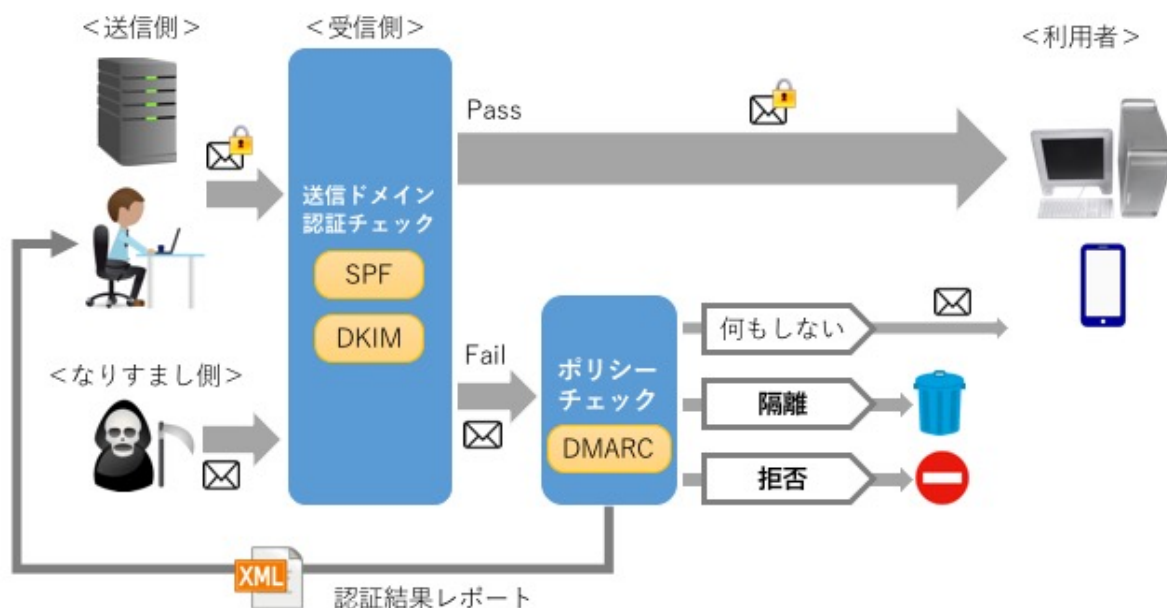 ＜送信側＞
＜受信側＞
＜利用者＞
Pass
送信ドメイン
認証チェック
SPF
DKIM
＜なりすまし側＞
Fail
ポリシー
チェック
DMARC
何もしない
隔離
拒否
XML
認証結果レポート